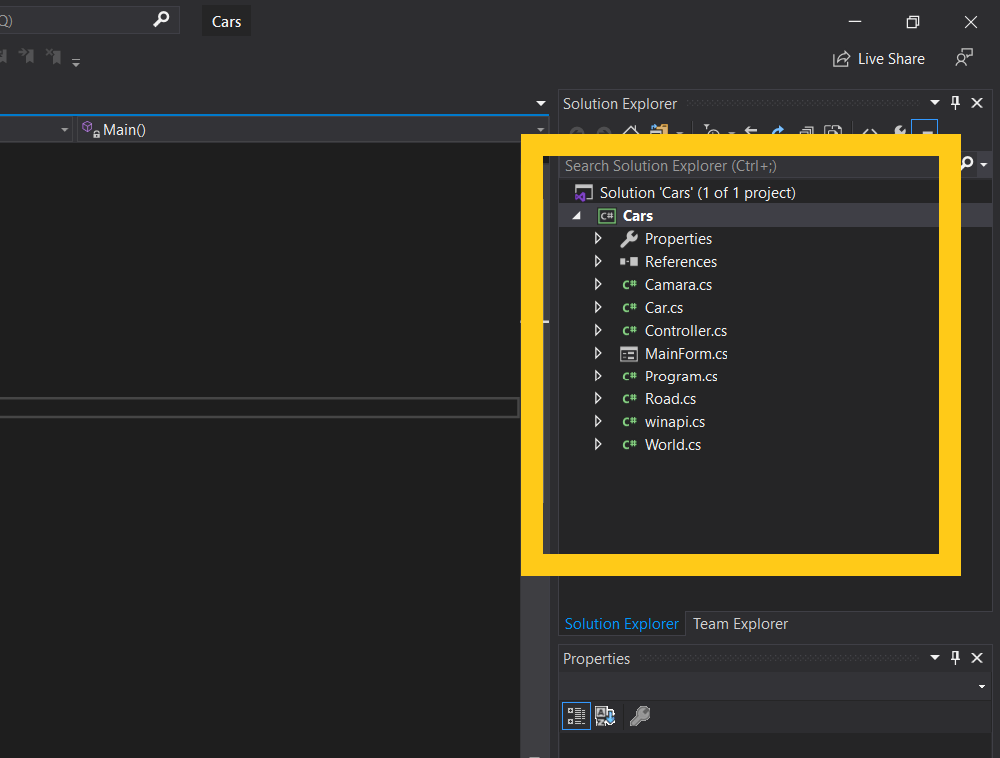 Q)
Cars
Live Share
Solution Explorer
Main()
Search Solution Explorer (Ctrl+;)
Solution 'Cars' (1 of 1 project)
C# Cars
Properties
References
C# Camara.cs
C# Car.cs
C# Controller.cs
MainForm.cs
C# Program.cs
C# Road.cs
C# winapi.cs
C# World.cs
Solution Explorer
Team Explorer
Properties